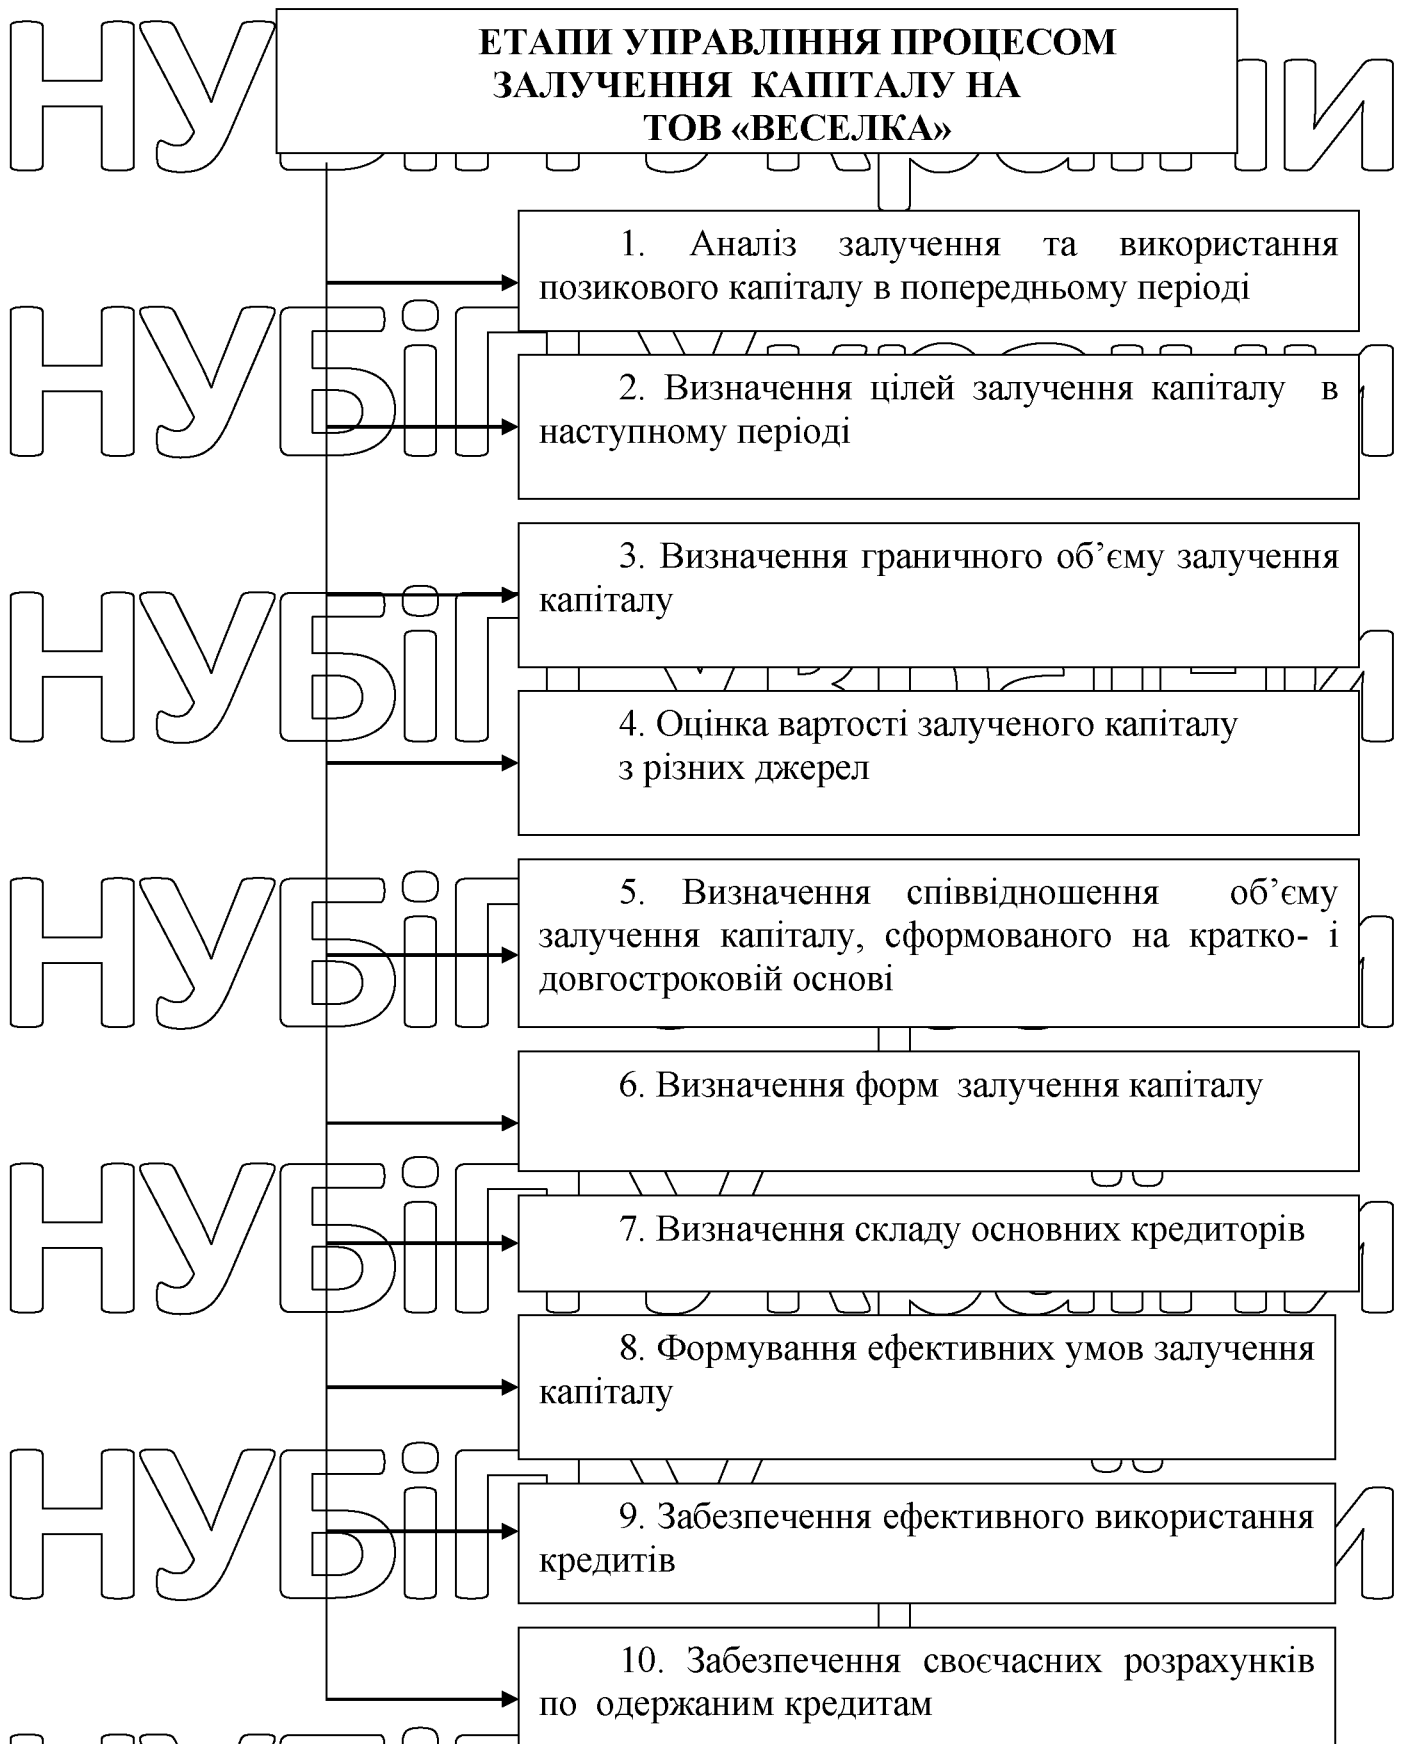 ЕТАПИ УПРАВЛІННЯ ПРОЦЕСОМ
ЗАЛУЧЕННЯ КАПІТАЛУ НА
ТОВ «ВЕСЕЛКА»
1. Аналіз залучення та використання
позикового капіталу в попередньому періоді
2. Визначення цілей залучення капіталу в
наступному періоді
3. Визначення граничного об’єму залучення
капіталу
4. Оцінка вартості залученого капіталу
з різних джерел
5. Визначення співвідношення об’єму
залучення капіталу, сформованого на кратко- і
довгостроковій основі
6. Визначення форм залучення капіталу
7. Визначення складу основних кредиторів
8. Формування ефективних умов залучення
капіталу
9. Забезпечення ефективного використання
кредитів
10. Забезпечення своєчасних розрахунків
по одержаним кредитам